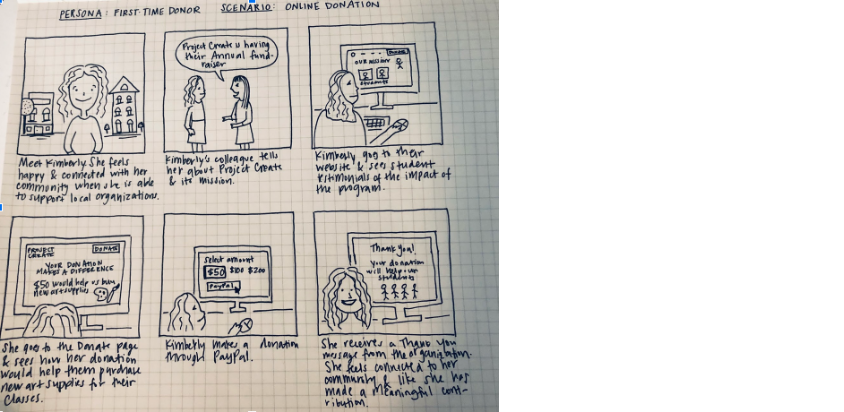 PERSONA: FIRST-TIME DONOR SCENARIO: ONLINE DONATION
Project Create is having
their Annual fund-
raiser
DONATE
OUR MISSION
Meet Kimberly. She feels
happy & connected with her
community when she is able
to support local organizations.
Kimberly's colleague tells
her about Project Create
& its mission.
Kimberly goes to their
website & sees student
testimonials of the impact of
the program.
PROJECT
CREATE
DONATE
YOUR DONATION
MAKES A DIFFERENCE
$50 would help us buy
new art supplies
Select amount
$50 $100 $200
PayPal
Thank you!
Your donation
will help our
students
She goes to the Donate page
& sees how her donation
would help them purchase
new art supplies for their
classes.
Kimberly makes a donation
through PayPal.
She receives a Thank You
message from the organization.
She feels connected to her
community & like she has
made a meaningful cont-
ribution.